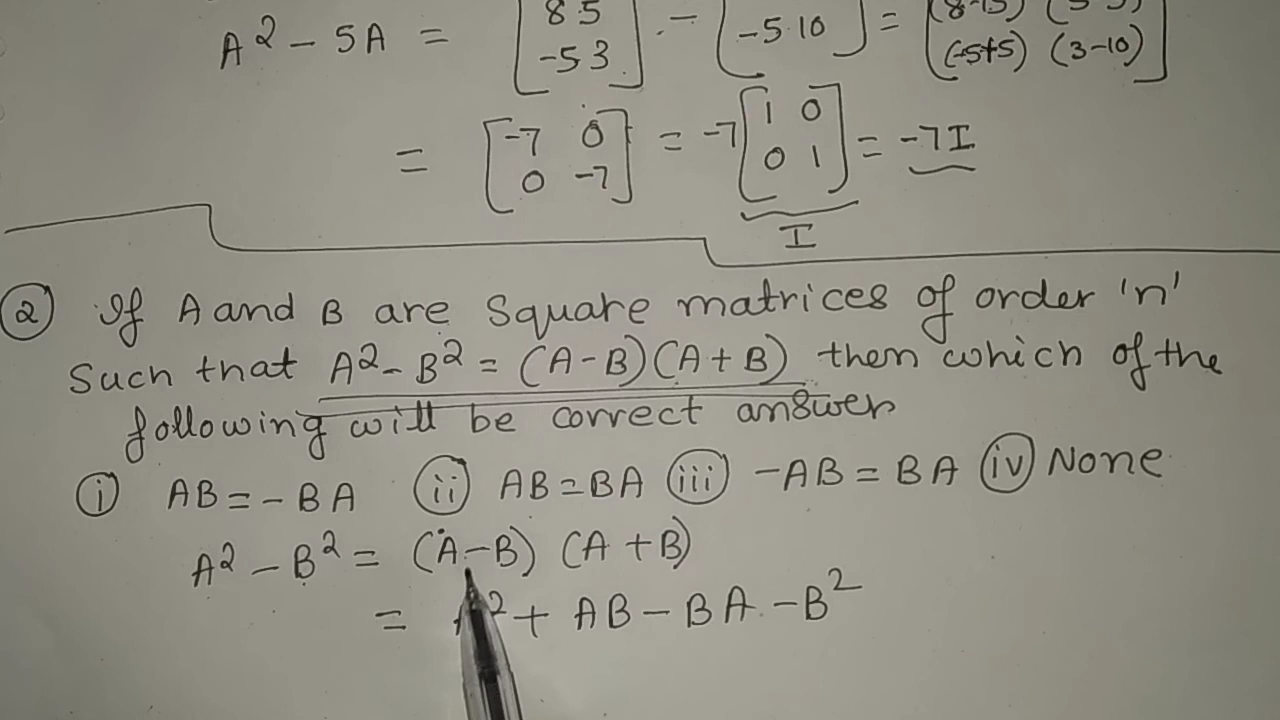 A² - 5A = [8 5 -5 3] - [-5 10] = [(8-15) (-5+5) (3-10)]
= [-7 0 0 -7] = -7 [1 0 0 1] = -7I
I
② If A and B are square matrices of order 'n'
Such that A² - B² = (A-B)(A+B) then which of the
following will be correct answer
ⓘ AB = -BA ⓘⓘ AB = BA ⓘⓘⓘ -AB = BA ⓘⓥ None
A² - B² = (A-B) (A+B)
= A² + AB - BA - B²